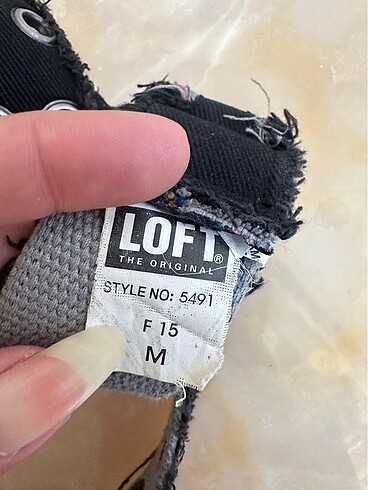 LOFT®
THE ORIGINAL
STYLE NO: 5491
F 15
M
M